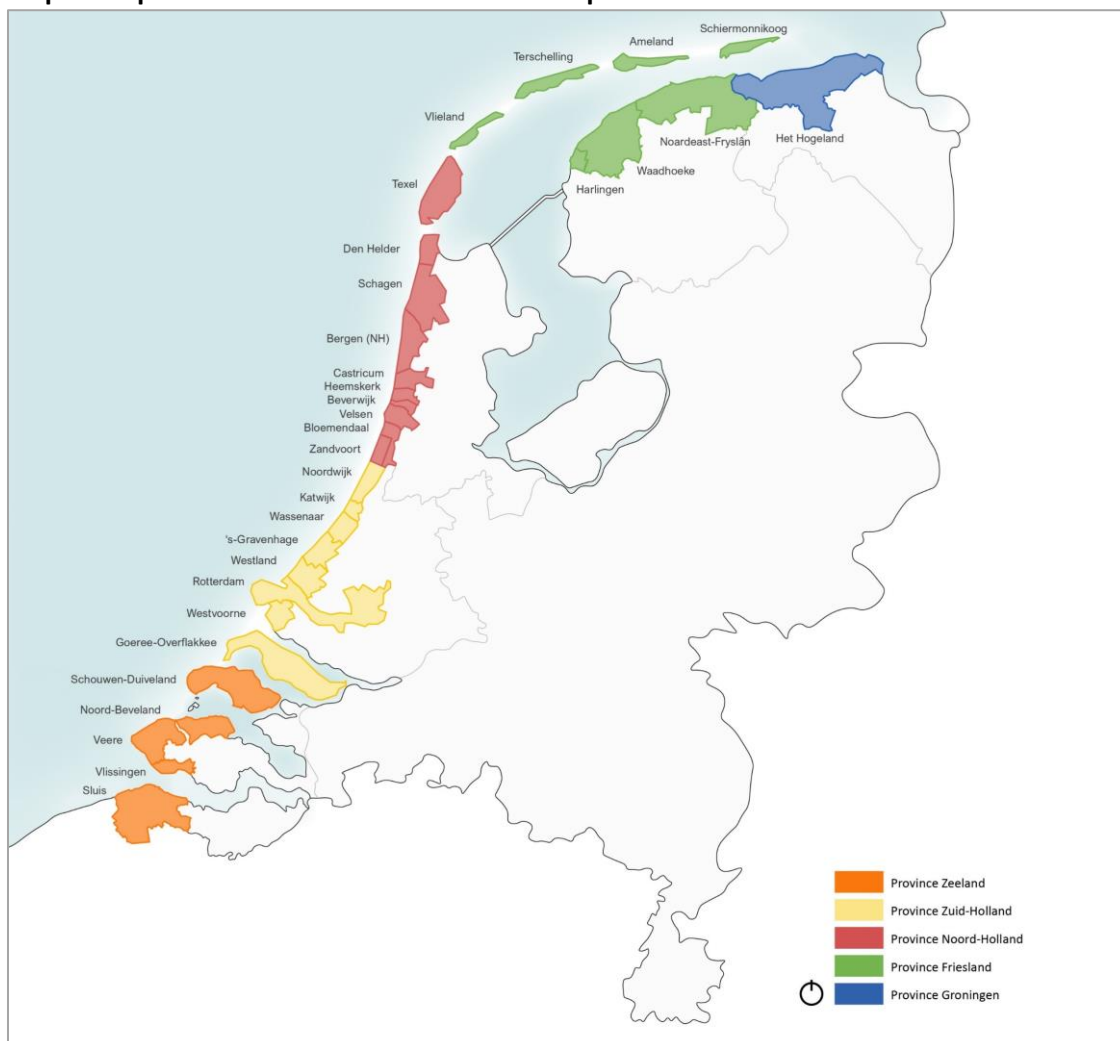 Schiermonnikoog
Ameland
Terschelling
Vlieland
Noardeast-Fryslân
Het Hogeland
Waadhoeke
Harlingen
Texel
Den Helder
Schagen
Bergen (NH)
Castricum
Heemskerk
Beverwijk
Velsen
Bloemendaal
Zandvoort
Noordwijk
Katwijk
Wassenaar
's-Gravenhage
Westland
Rotterdam
Westvoorne
Goeree-Overflakkee
Schouwen-Duiveland
Noord-Beveland
Veere
Vlissingen
Sluis
Province Zeeland
Province Zuid-Holland
Province Noord-Holland
Province Friesland
Province Groningen